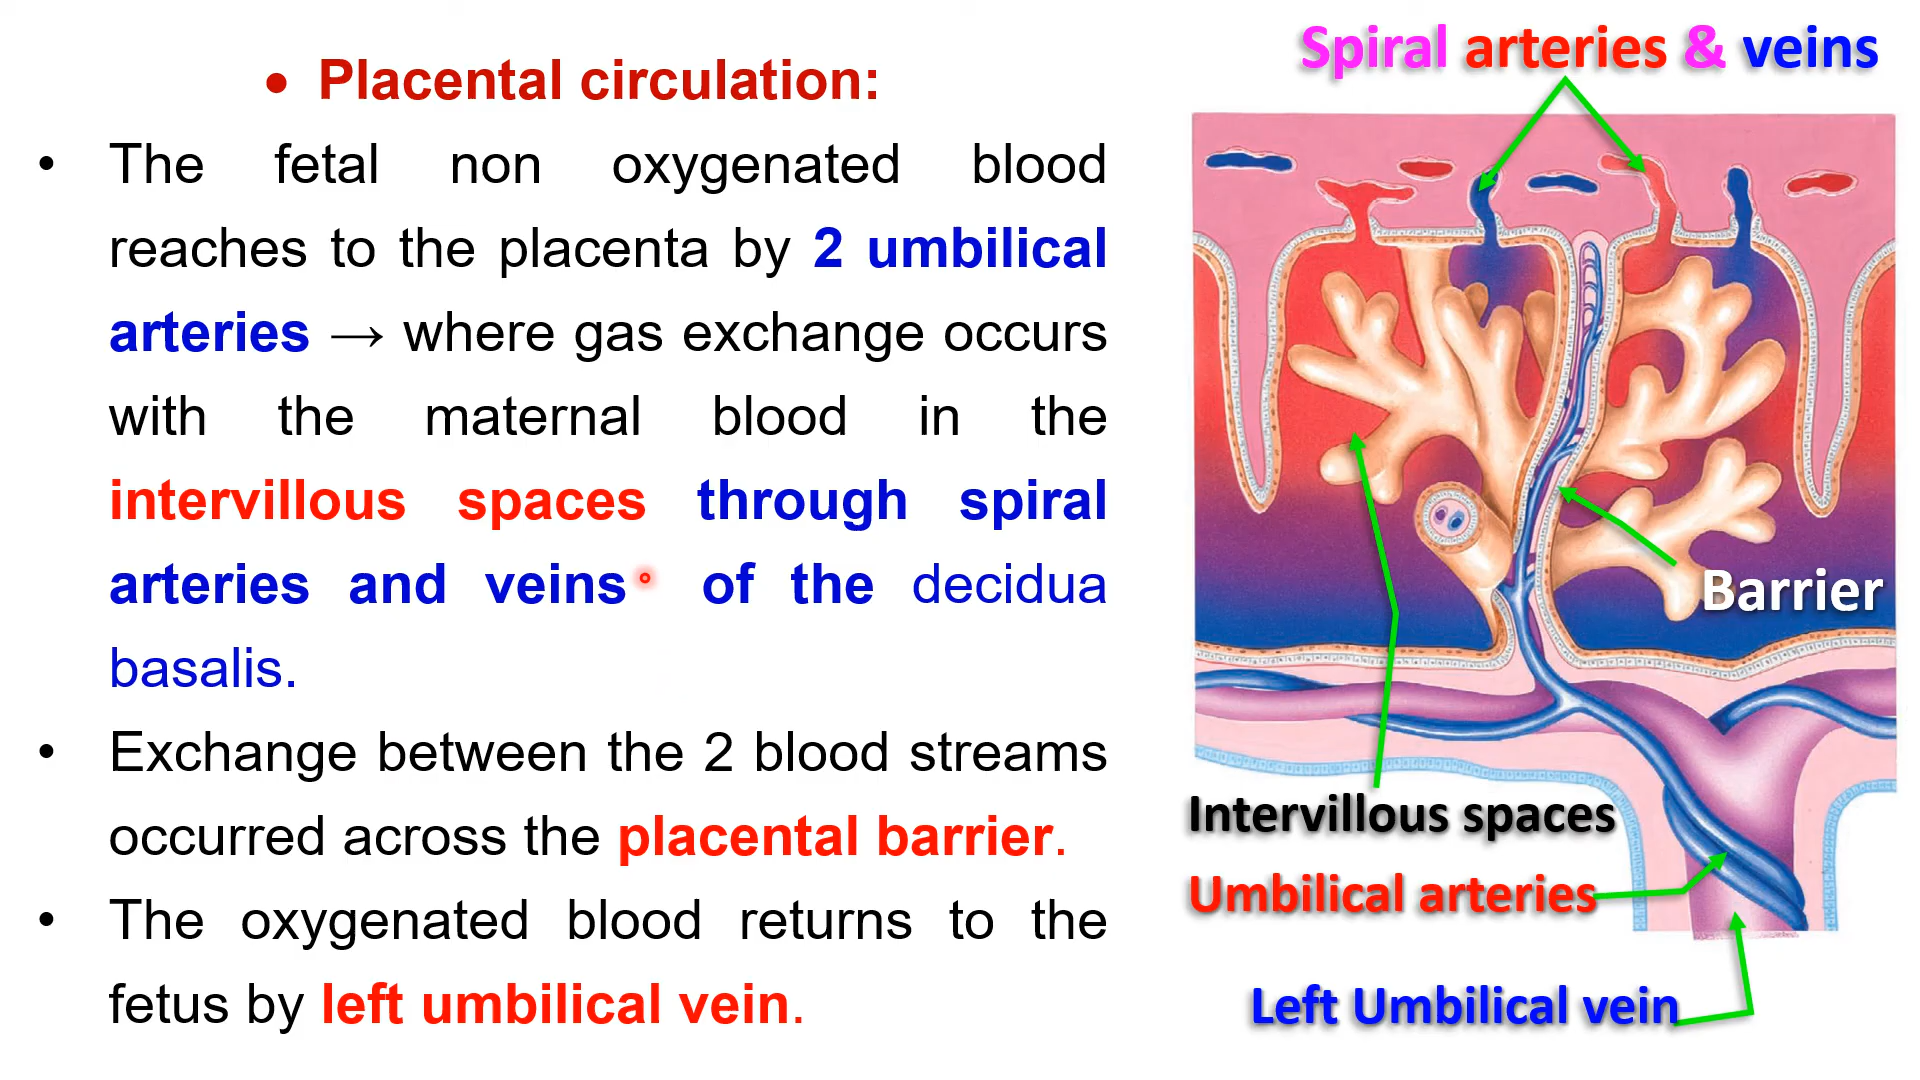 • Placental circulation:
• The fetal non oxygenated blood
reaches to the placenta by 2 umbilical
arteries → where gas exchange occurs
with the maternal blood in the
intervillous spaces through spiral
arteries and veins of the decidua
basalis.
• Exchange between the 2 blood streams
occurred across the placental barrier.
• The oxygenated blood returns to the
fetus by left umbilical vein.
Spiral arteries & veins
Barrier
Intervillous spaces
Umbilical arteries
Left Umbilical vein